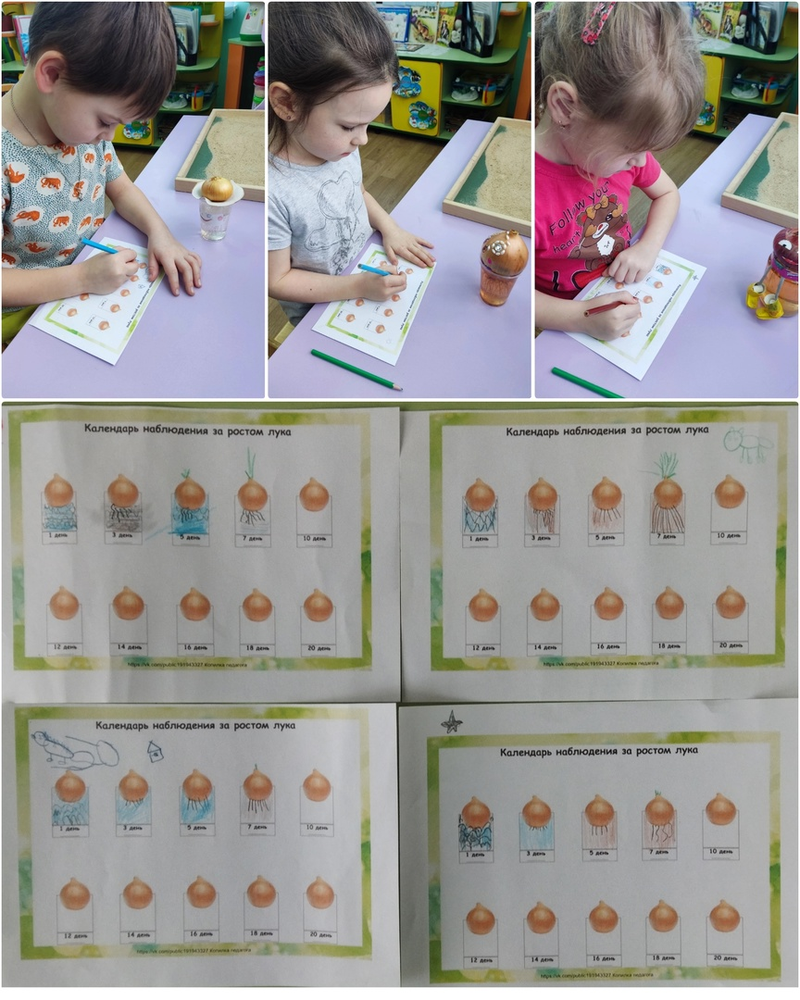 Follow you
heart
Календарь наблюдения за ростом лука
1 день 3 день 5 день 7 день 10 день
12 день 14 день 16 день 18 день 20 день
https://vk.com/public191943327 Копилка педагога
Календарь наблюдения за ростом лука
1 день 3 день 5 день 7 день 10 день
12 день 14 день 16 день 18 день 20 день
https://vk.com/public191943327 Копилка педагога
Календарь наблюдения за ростом лука
1 день 3 день 5 день 7 день 10 день
12 день 14 день 16 день 18 день 20 день
https://vk.com/public191943327 Копилка педагога
Календарь наблюдения за ростом лука
1 день 3 день 5 день 7 день 10 день
12 день 14 день 16 день 18 день 20 день
https://vk.com/public191943327 Копилка педагога